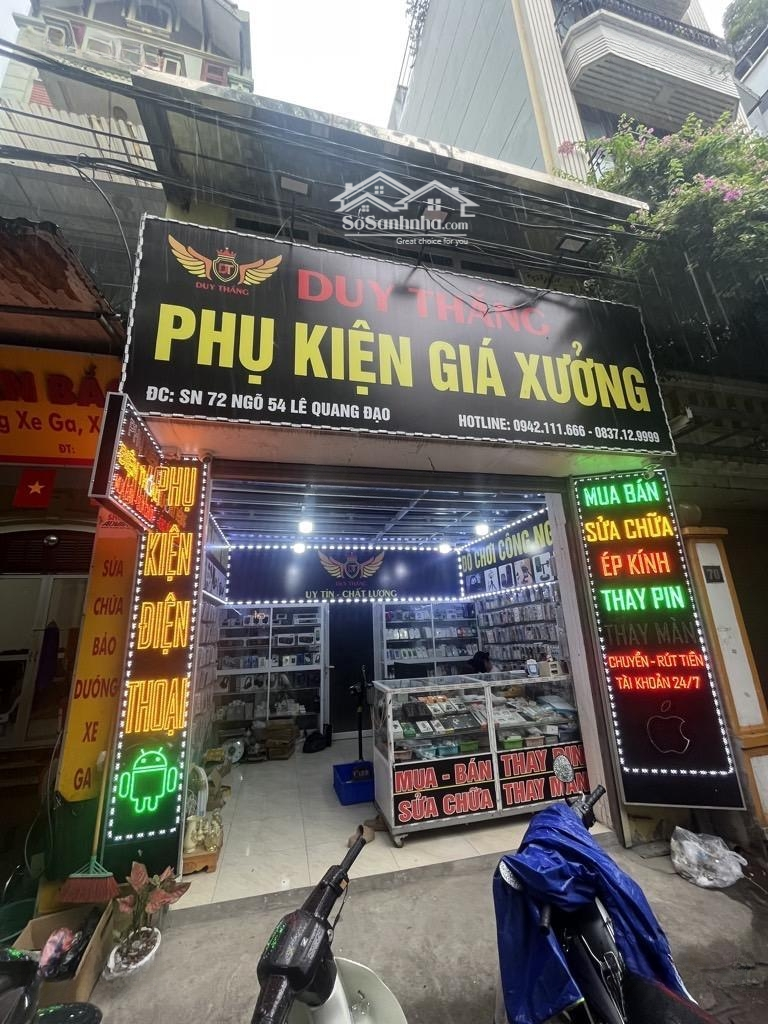 SoSanhnha.com
Great choice for you
DT
DUY THẮNG
DUY THẮNG
PHỤ KIỆN GIÁ XƯỞNG
ĐC: SN 72 NGÕ 54 LÊ QUANG ĐẠO
HOTLINE: 0942.111.666 - 0837.12.9999
Xe Ga, X
ĐT:
SỬA
CHỮA
BẢO
DƯỠNG
XE
GA
PHỤ
KIỆN
ĐIỆN
THOẠI
DUY THẮNG
UY TÍN - CHẤT LƯỢNG
ĐỒ CHƠI CÔNG NG
MUA - BÁN
SỬA CHỮA
THAY PIN
THAY MÀN
MUA BÁN
SỬA CHỮA
ÉP KÍNH
THAY PIN
THAY MÀN
CHUYỂN - RÚT TIỀN
TÀI KHOẢN 24/7
70